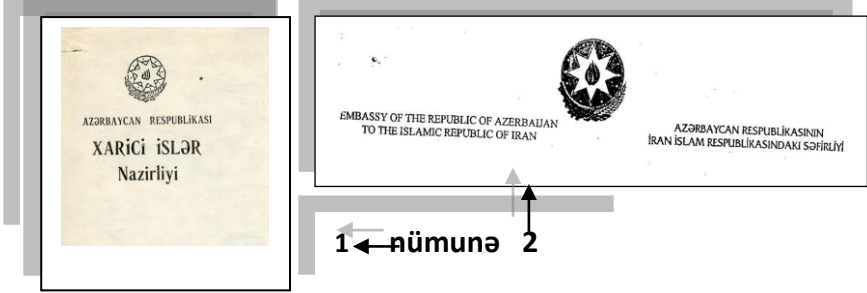 AZƏRBAYCAN RESPUBLİKASI
XARİCİ İSLƏR
Nazirliyi
EMBASSY OF THE REPUBLIC OF AZERBAIJAN
TO THE ISLAMIC REPUBLIC OF IRAN
AZƏRBAYCAN RESPUBLİKASININ
İRAN İSLAM RESPUBLİKASINDAKI SƏFİRLİYİ
1 nümunə 2